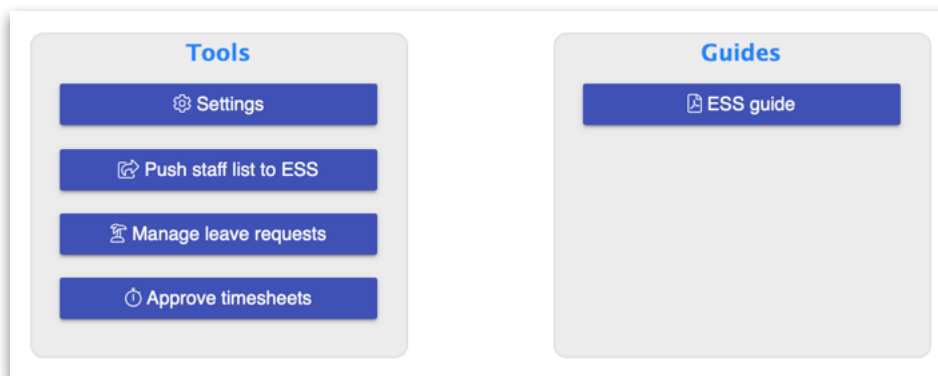 Tools
Settings
Push staff list to ESS
Manage leave requests
Approve timesheets
Guides
ESS guide